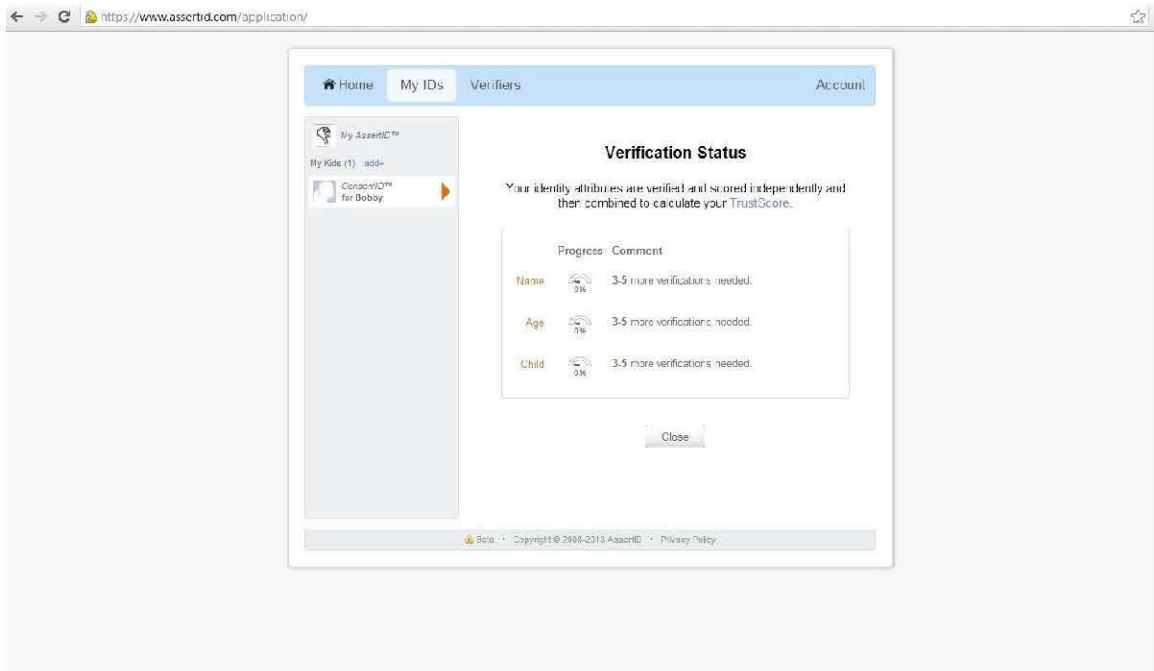 https://www.assertid.com/application/
Home My IDs Verifiers Account
My AssertID™
My Kids (1) add+
ConsentID™
for Bobby
Verification Status
Your identity attributes are verified and scored independently and
then combined to calculate your TrustScore.
Progress Comment
Name 0% 3-5 more verifications needed.
Age 0% 3-5 more verifications needed.
Child 0% 3-5 more verifications needed.
Close
Beta · Copyright © 2008-2013 AssertID · Privacy Policy